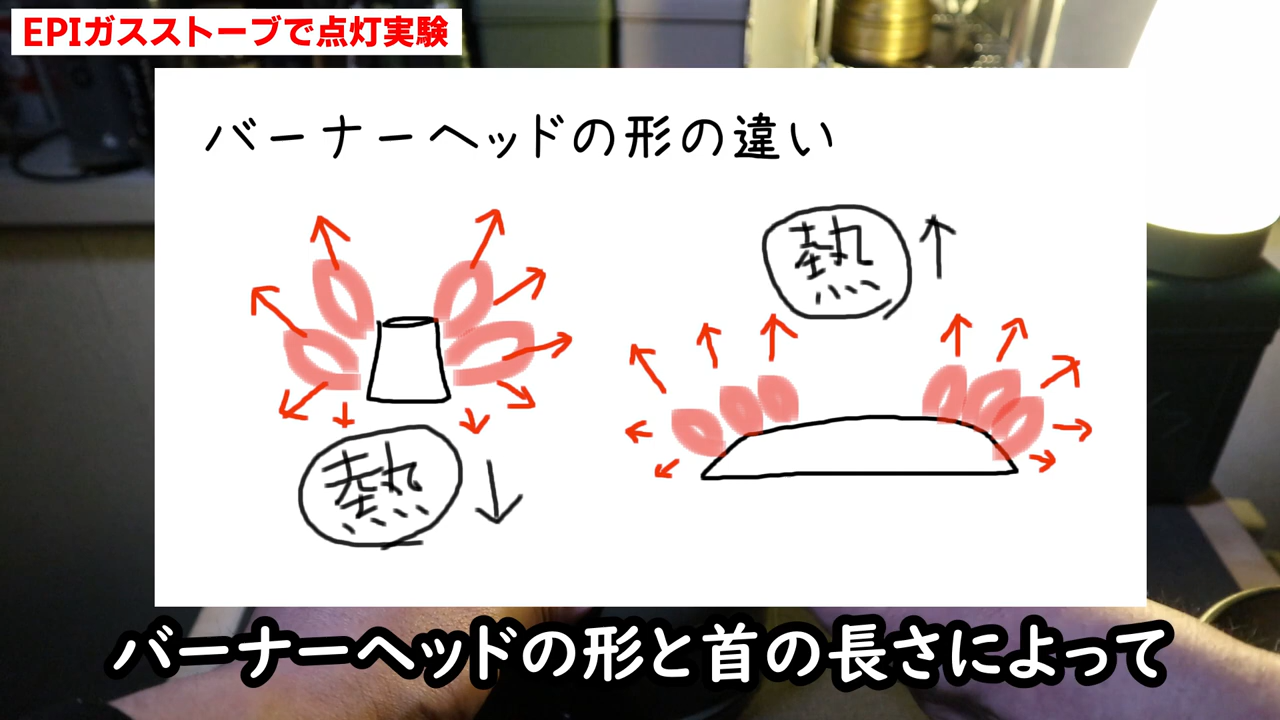 EPIガスストーブで点灯実験
バーナーヘッドの形の違い
熱↑
熱↓
バーナーヘッドの形と首の長さによって